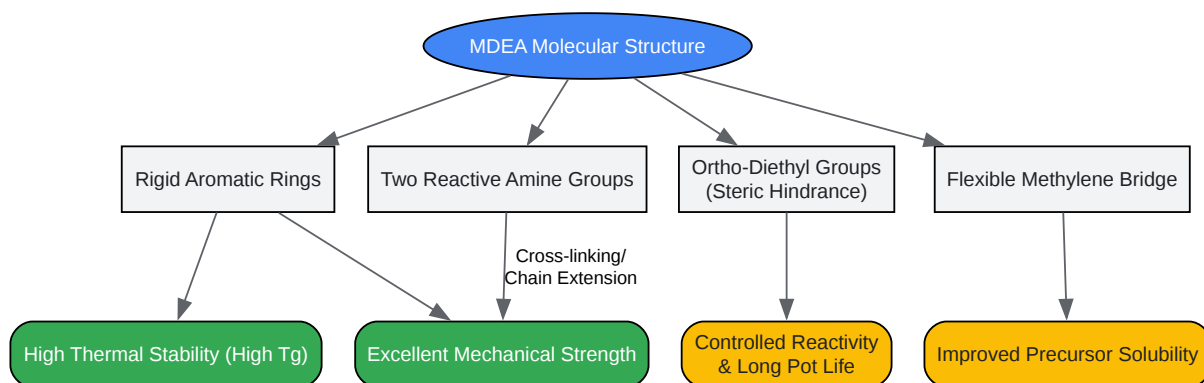 MDEA Molecular Structure
Rigid Aromatic Rings
Two Reactive Amine Groups
Ortho-Diethyl Groups
(Steric Hindrance)
Flexible Methylene Bridge
Cross-linking/
Chain Extension
High Thermal Stability (High Tg)
Excellent Mechanical Strength
Controlled Reactivity
& Long Pot Life
Improved Precursor Solubility